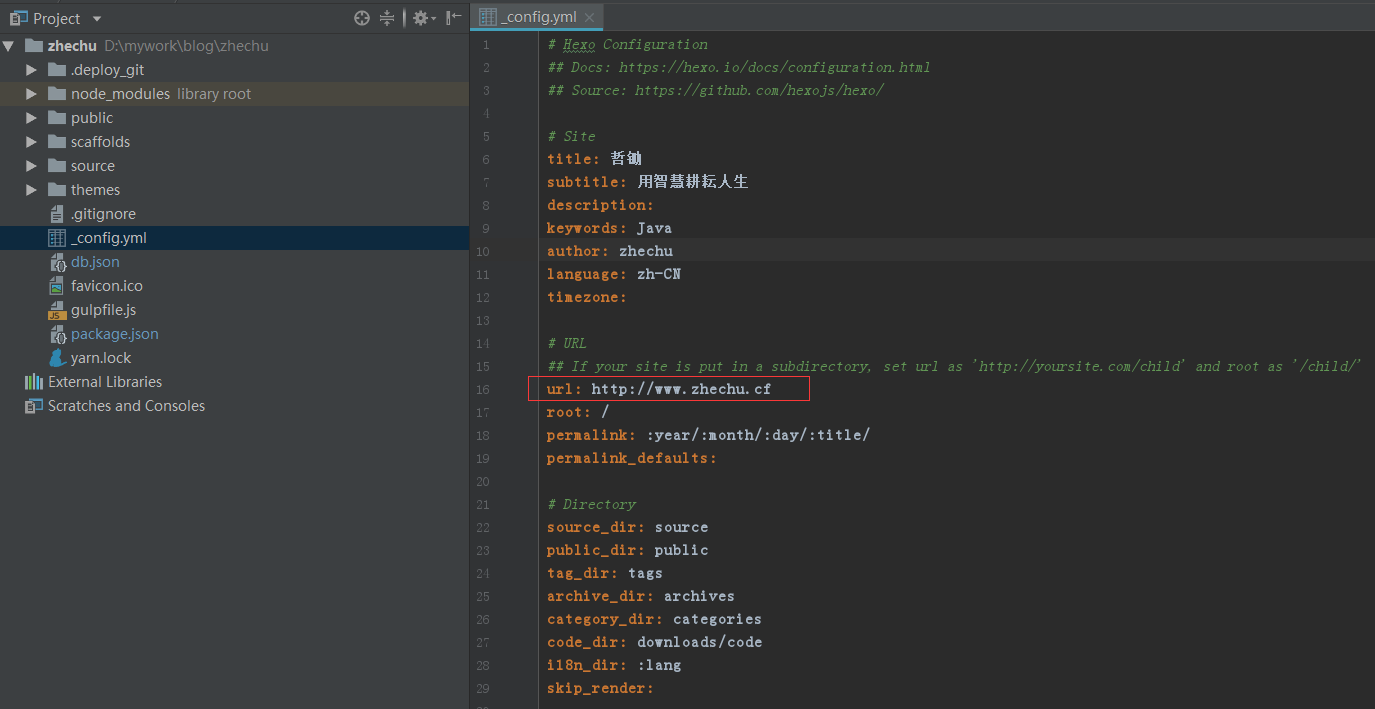 Project
zhechu D:\mywork\blog\zhechu
.deploy_git
node_modules library root
public
scaffolds
source
themes
.gitignore
_config.yml
db.json
favicon.ico
gulpfile.js
package.json
yarn.lock
External Libraries
Scratches and Consoles
_config.yml
1 # Hexo Configuration
2 ## Docs: https://hexo.io/docs/configuration.html
3 ## Source: https://github.com/hexojs/hexo/
4
5 # Site
6 title: 哲锄
7 subtitle: 用智慧耕耘人生
8 description:
9 keywords: Java
10 author: zhechu
11 language: zh-CN
12 timezone:
13
14 # URL
15 ## If your site is put in a subdirectory, set url as 'http://yoursite.com/child' and root as '/child/'
16 url: http://www.zhechu.cf
17 root: /
18 permalink: :year/:month/:day/:title/
19 permalink_defaults:
20
21 # Directory
22 source_dir: source
23 public_dir: public
24 tag_dir: tags
25 archive_dir: archives
26 category_dir: categories
27 code_dir: downloads/code
28 i18n_dir: :lang
29 skip_render: